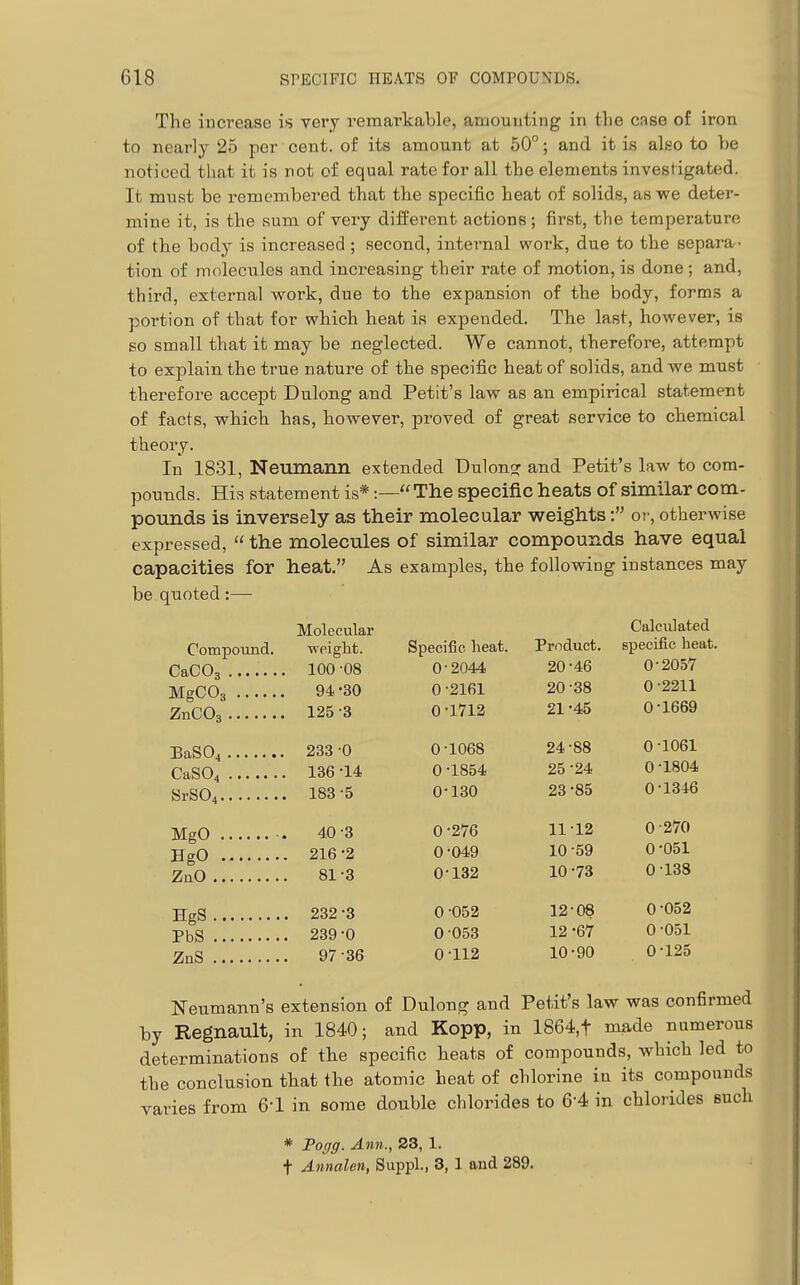 618 SPECIFIC HEATS OF COMPOUNDS.
The increase is very remarkable, amounting in the case of iron
to nearly 25 per cent. of its amount at 50°; and it is also to be
noticed that it is not of equal rate for all the elements investigated.
It must be remembered that the specific heat of solids, as we deter-
mine it, is the sum of very different actions; first, the temperature
of the body is increased; second, internal work, due to the separa-
tion of molecules and increasing their rate of motion, is done; and,
third, external work, due to the expansion of the body, forms a
portion of that for which heat is expended. The last, however, is
so small that it may be neglected. We cannot, therefore, attempt
to explain the true nature of the specific heat of solids, and we must
therefore accept Dulong and Petit's law as an empirical statement
of facts, which has, however, proved of great service to chemical
theory.
In 1831, Neumann extended Dulong and Petit's law to com-
pounds. His statement is*:—"The specific heats of similar com-
pounds is inversely as their molecular weights:" or, otherwise
expressed, "the molecules of similar compounds have equal
capacities for heat." As examples, the following instances may
be quoted:—
Molecular Calculated
Compound. weight. Specific heat. Product. specific heat.
CaCO3 ....... 100·08 0·2044 20·46 0·2057
MgCO3 ...... 94·30 0·2161 20·38 0·2211
ZnCO3 ....... 125·3 0·1712 21·45 0·1669
BaSO4 ....... 233·0 0·1068 24·88 0·1061
CaSO4 ....... 136·14 0·1854 25·24 0·1804
SrSO4........ 183·5 0·130 23·85 0·1346
MgO ........ 40·3 0·276 11·12 0·270
HgO ........ 216·2 0·049 10·59 0·051
ZnO ......... 81·3 0·132 10·73 0·138
HgS ......... 232·3 0·052 12·08 0·052
PbS ......... 239·0 0·053 12·67 0·051
ZnS ......... 97·36 0·112 10·90 0·125
Neumann's extension of Dulong and Petit's law was confirmed
by Regnault, in 1840; and Kopp, in 1864,† made numerous
determinations of the specific heats of compounds, which led to
the conclusion that the atomic heat of chlorine in its compounds
varies from 6·1 in some double chlorides to 6·4 in chlorides such
* Pogg. Ann., 23, 1.
† Annalen, Suppl., 3, 1 and 289.